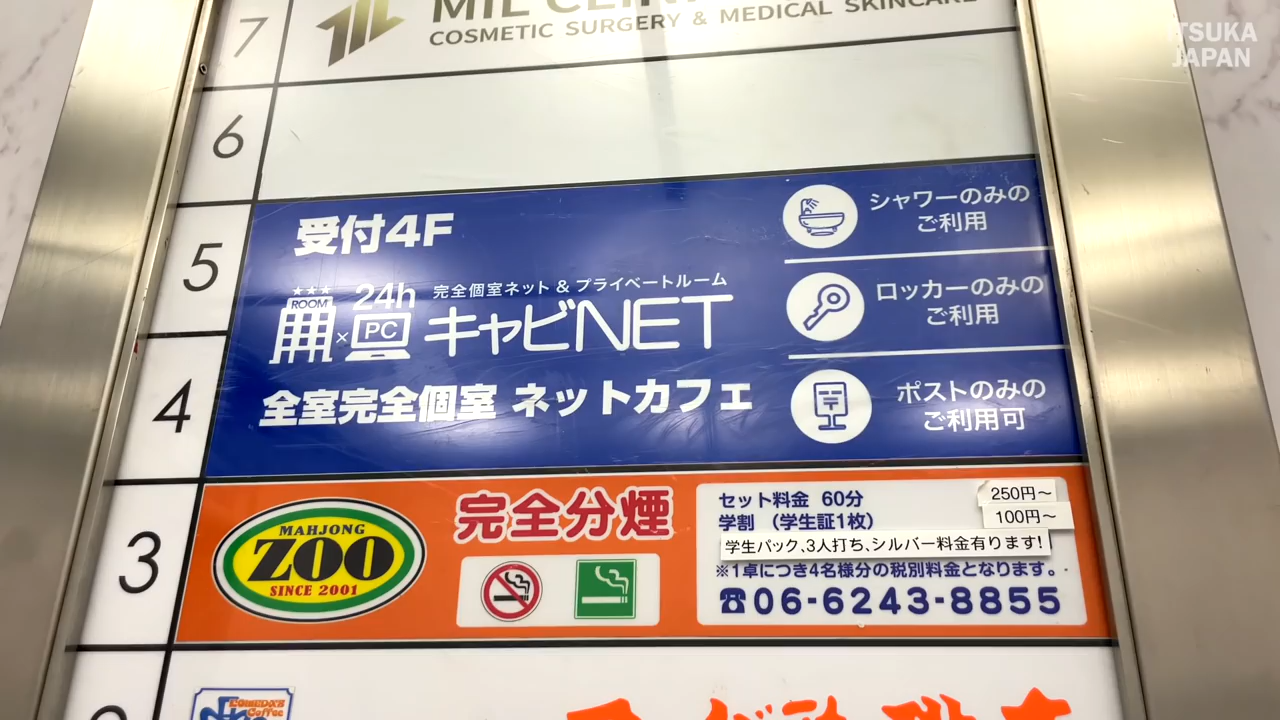 ITSUKA
JAPAN
7
COSMETIC SURGERY & MEDICAL SKINCARE
6
5
4
受付4F
★★★
ROOM
×
24h
PC
完全個室ネット & プライベートルーム
キャビNET
全室完全個室 ネットカフェ
シャワーのみの
ご利用
ロッカーのみの
ご利用
ポストのみの
ご利用可
3
MAHJONG
ZOO
SINCE 2001
完全分煙
セット料金 60分
250円～
学割 （学生証1枚）
100円～
学生パック、3人打ち、シルバー料金有ります!
※1卓につき4名様分の税別料金となります。
☎06-6243-8855
KOMEDA'S
Coffee